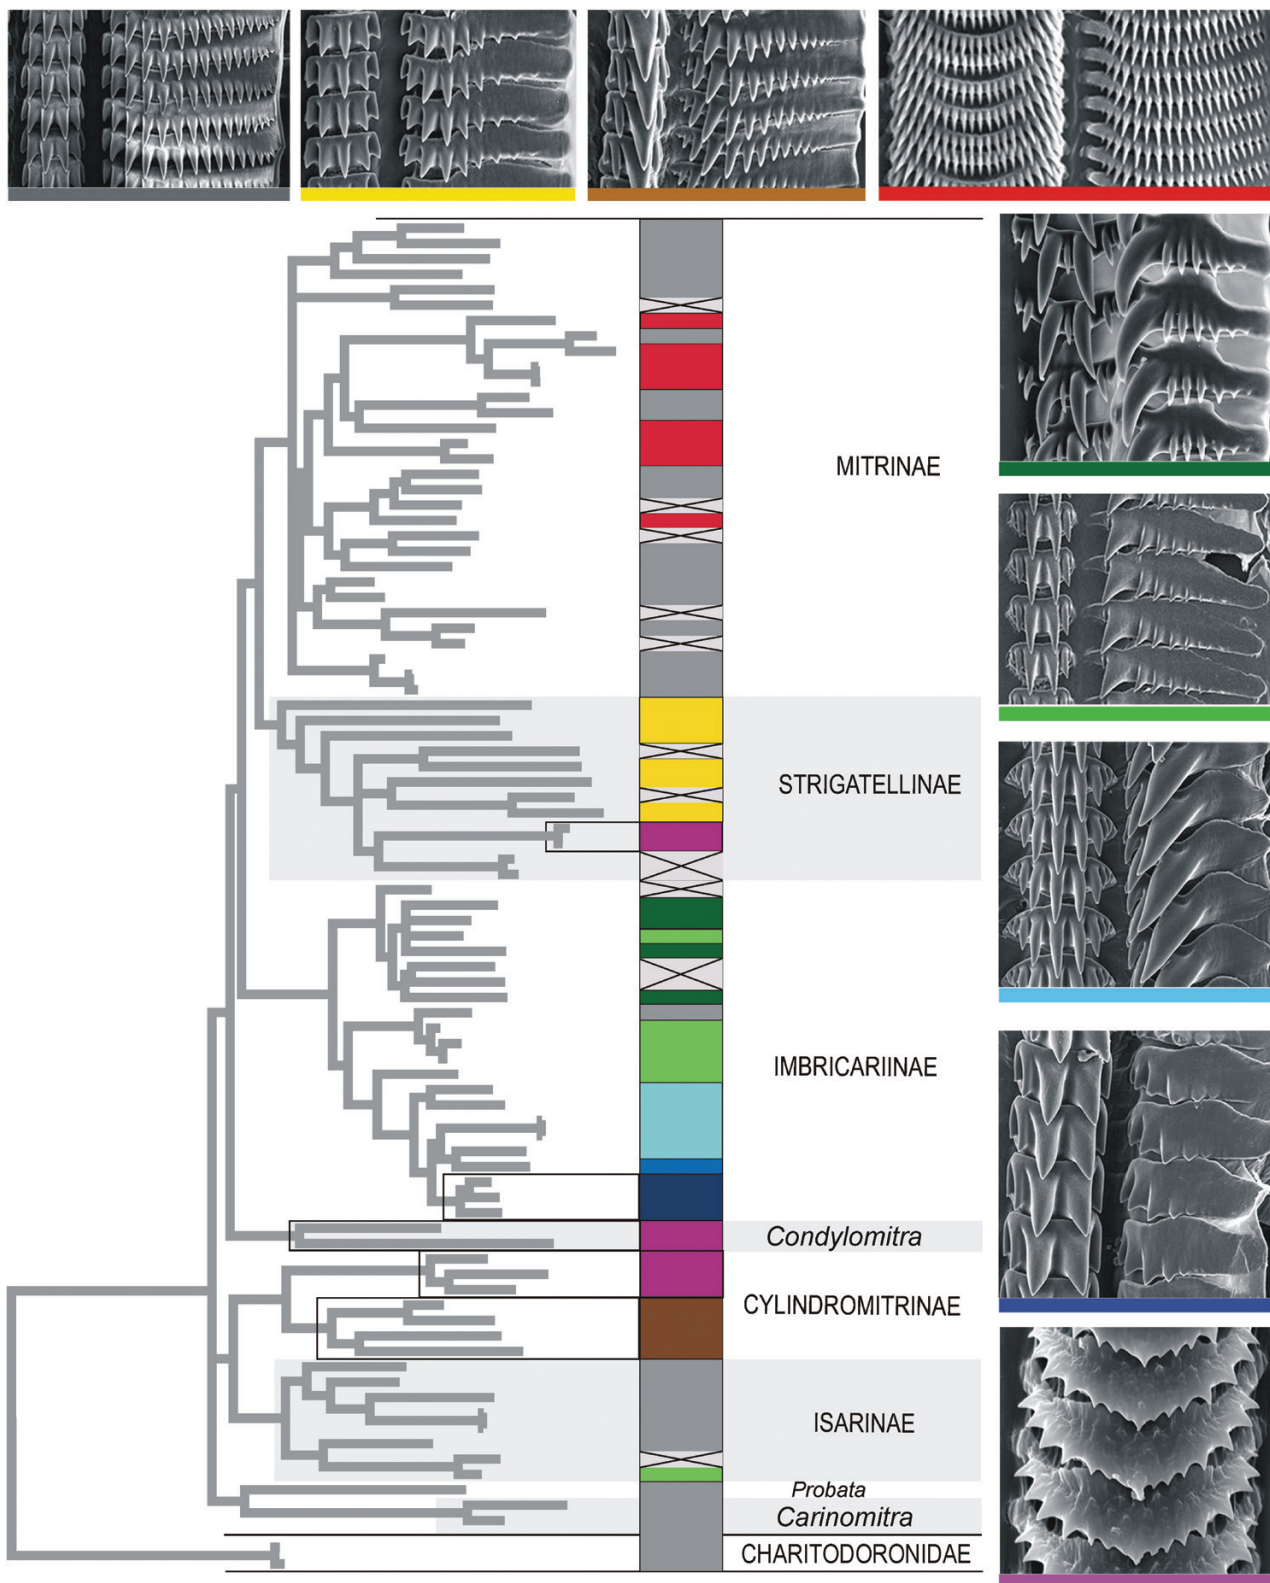 MITRINAE
STRIGATELLINAE
IMBRICARIINAE
Condylomitra
CYLINDROMITRINAE
ISARINAE
Probata
Carinomitra
CHARITODORONIDAE